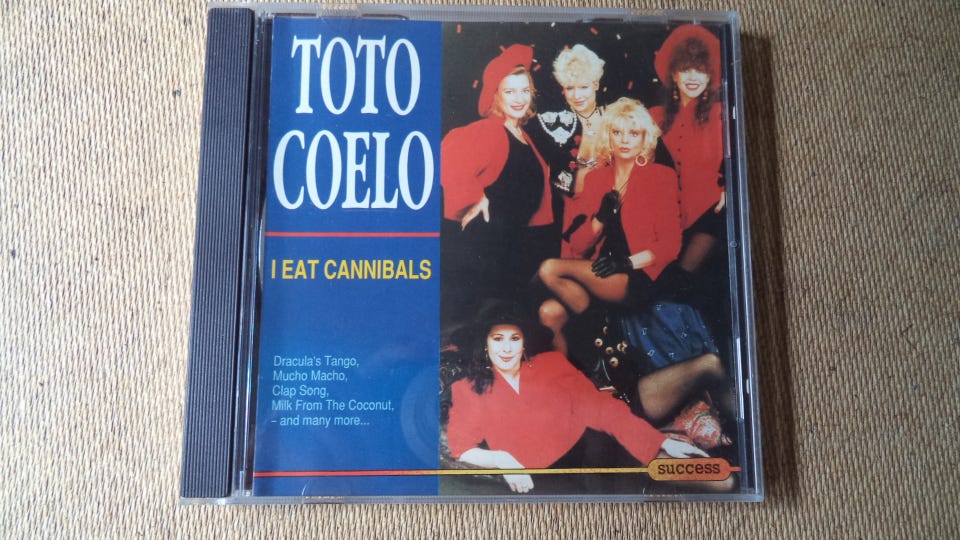 TOTO
COELO
I EAT CANNIBALS
Dracula's Tango,
Mucho Macho,
Clap Song,
Milk From The Coconut,
– and many more...
success